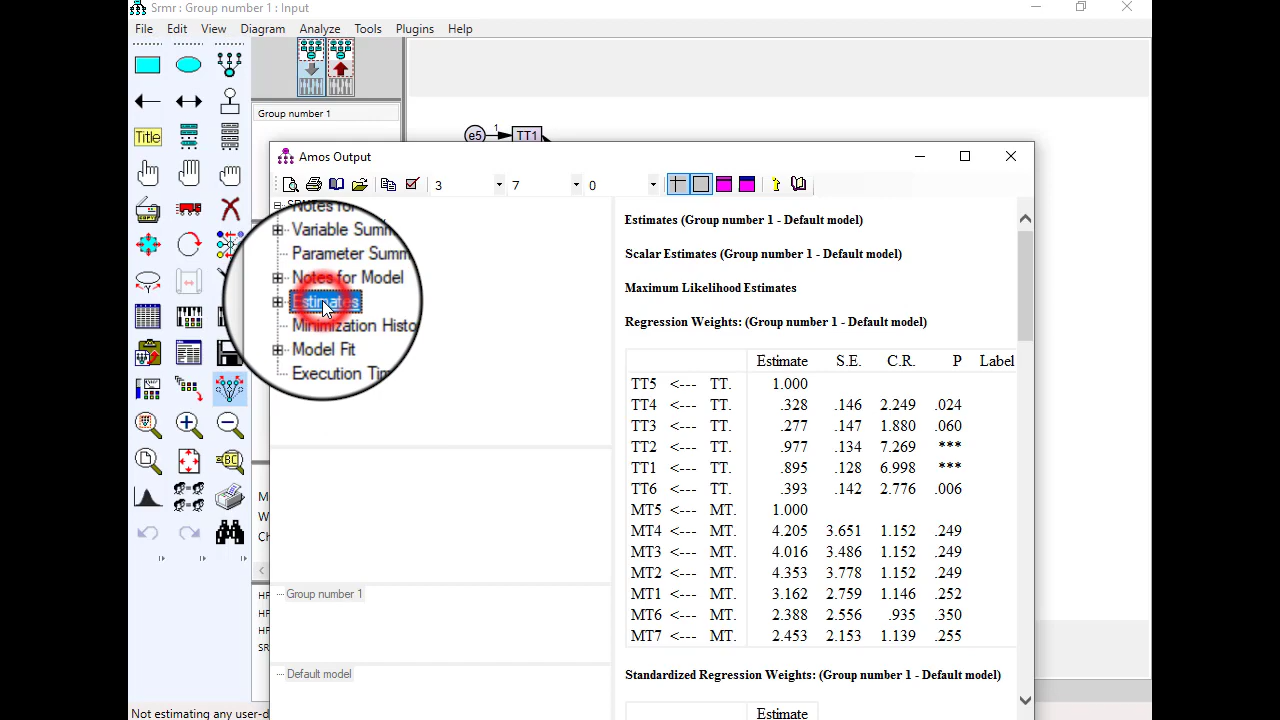 Srmr : Group number 1 : Input
File Edit View Diagram Analyze Tools Plugins Help
Group number 1
e5 1 TT1
Title
Amos Output
3 7 0
Notes for
Variable Summ
Parameter Summ
Notes for Model
Estimates
Minimization Histo
Model Fit
Execution Tim
Estimates (Group number 1 - Default model)
Scalar Estimates (Group number 1 - Default model)
Maximum Likelihood Estimates
Regression Weights: (Group number 1 - Default model)
Estimate S.E. C.R. P Label
TT5 <--- TT. 1.000
TT4 <--- TT. .328 .146 2.249 .024
TT3 <--- TT. .277 .147 1.880 .060
TT2 <--- TT. .977 .134 7.269 ***
TT1 <--- TT. .895 .128 6.998 ***
TT6 <--- TT. .393 .142 2.776 .006
MT5 <--- MT. 1.000
MT4 <--- MT. 4.205 3.651 1.152 .249
MT3 <--- MT. 4.016 3.486 1.152 .249
MT2 <--- MT. 4.353 3.778 1.152 .249
MT1 <--- MT. 3.162 2.759 1.146 .252
MT6 <--- MT. 2.388 2.556 .935 .350
MT7 <--- MT. 2.453 2.153 1.139 .255
Standardized Regression Weights: (Group number 1 - Default model)
Estimate
Group number 1
Default model
BC
M
W
Ch
HF
HF
HF
SR
Not estimating any user-d